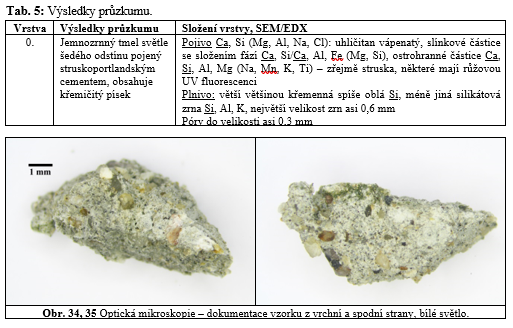 Tab. 5: Výsledky průzkumu.
Vrstva Výsledky průzkumu Složení vrstvy, SEM/EDX
0. Jemnozrnný tmel světle šedého odstínu pojený struskoportlandským cementem, obsahuje křemičitý písek
Pojivo Ca, Si (Mg, Al, Na, Cl): uhličitan vápenatý, slínkové částice
se složením fází Ca, Si/Ca, Al, Fe (Mg, Si), ostrohranné částice Ca,
Si, Al, Mg (Na, Mn, K, Ti) – zřejmě struska, některé mají růžovou
UV fluorescenci
Plnivo: větší většinou křemenná spíše oblá Si, méně jiná silikátová
zrna Si, Al, K, největší velikost zrn asi 0,6 mm
Póry do velikosti asi 0,3 mm
1 mm
Obr. 34, 35 Optická mikroskopie – dokumentace vzorku z vrchní a spodní strany, bílé světlo.